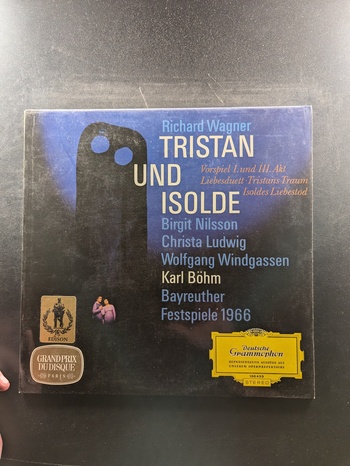 Richard Wagner
TRISTAN
Vorspiel I. und III. Akt
UND
Liebesduett · Tristans Traum
ISOLDE
Isoldes Liebestod
Birgit Nilsson
Christa Ludwig
Wolfgang Windgassen
Karl Böhm
Bayreuther
Festspiele 1966
EDISON
GRAND PRIX
DU DISQUE
PARIS
Deutsche
Grammophon
STEREO